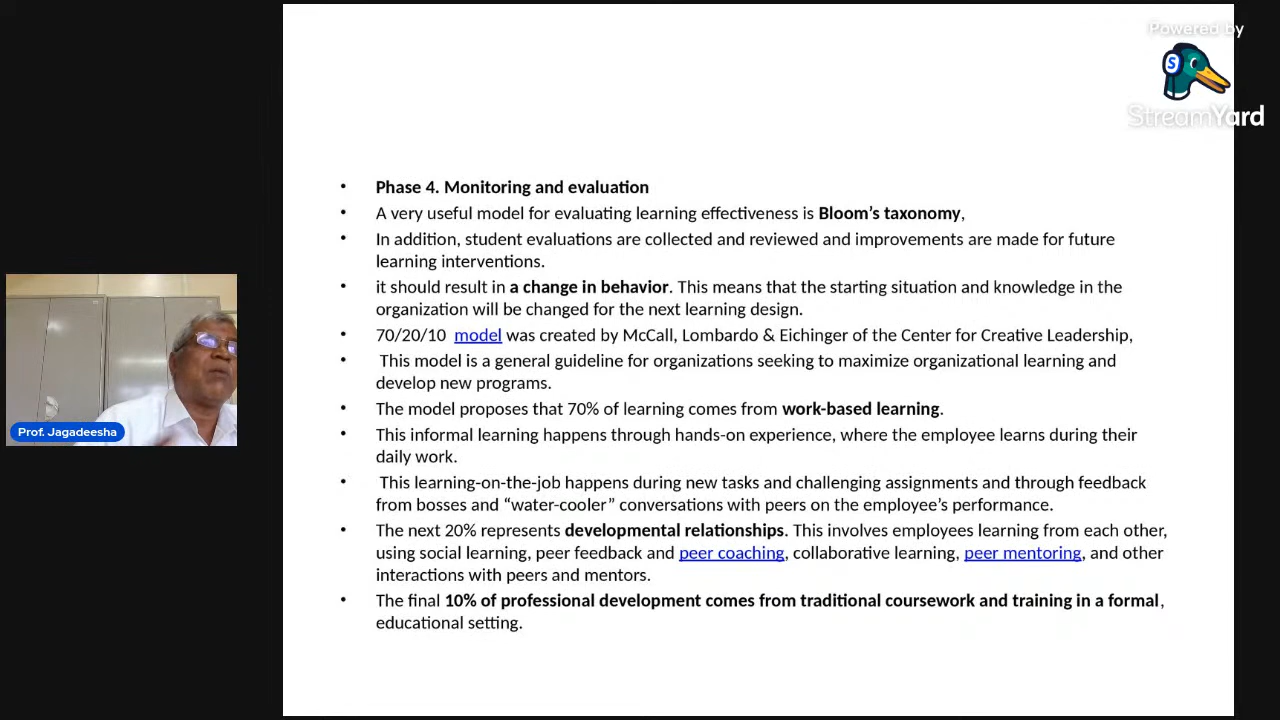 Powered by
StreamYard
• Phase 4. Monitoring and evaluation
• A very useful model for evaluating learning effectiveness is Bloom’s taxonomy,
• In addition, student evaluations are collected and reviewed and improvements are made for future
learning interventions.
• it should result in a change in behavior. This means that the starting situation and knowledge in the
organization will be changed for the next learning design.
• 70/20/10 model was created by McCall, Lombardo & Eichinger of the Center for Creative Leadership,
• This model is a general guideline for organizations seeking to maximize organizational learning and
develop new programs.
• The model proposes that 70% of learning comes from work-based learning.
• This informal learning happens through hands-on experience, where the employee learns during their
daily work.
• This learning-on-the-job happens during new tasks and challenging assignments and through feedback
from bosses and “water-cooler” conversations with peers on the employee’s performance.
• The next 20% represents developmental relationships. This involves employees learning from each other,
using social learning, peer feedback and peer coaching, collaborative learning, peer mentoring, and other
interactions with peers and mentors.
• The final 10% of professional development comes from traditional coursework and training in a formal,
educational setting.
Prof. Jagadeesha